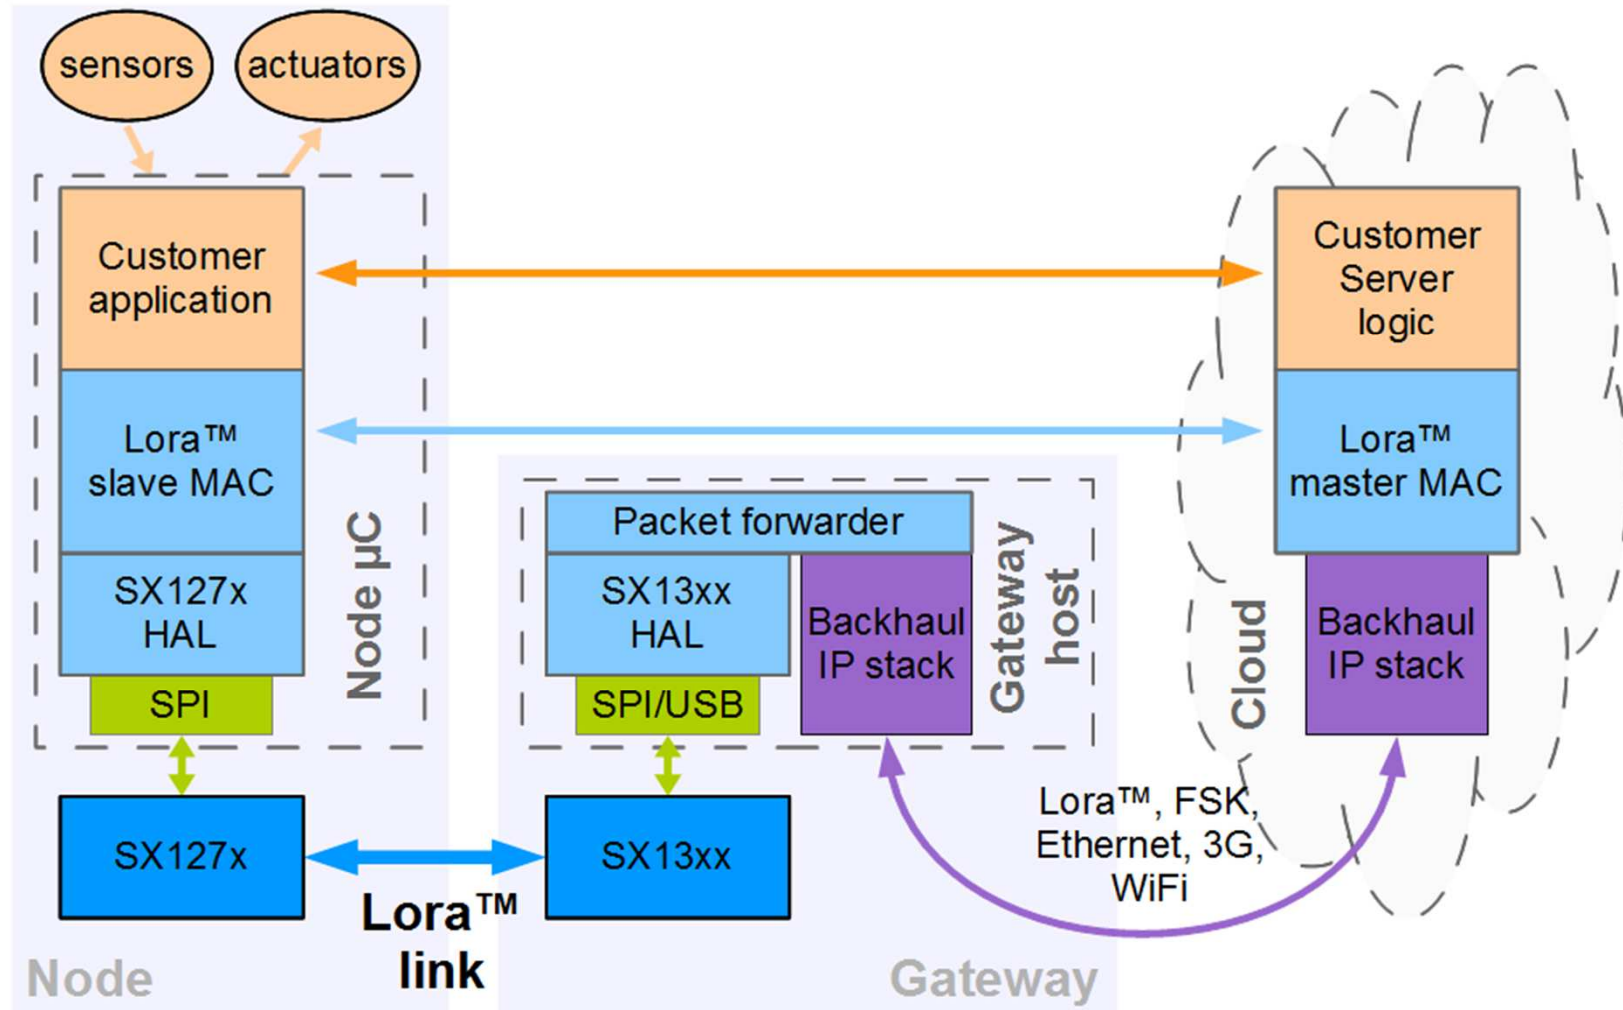 sensors
actuators
Customer
application
Lora™
slave MAC
SX127x
HAL
SPI
Node µC
SX127x
Node
Lora™
link
Packet forwarder
SX13xx
HAL
SPI/USB
Backhaul
IP stack
Gateway
host
SX13xx
Gateway
Lora™, FSK,
Ethernet, 3G,
WiFi
Customer
Server
logic
Lora™
master MAC
Backhaul
IP stack
Cloud